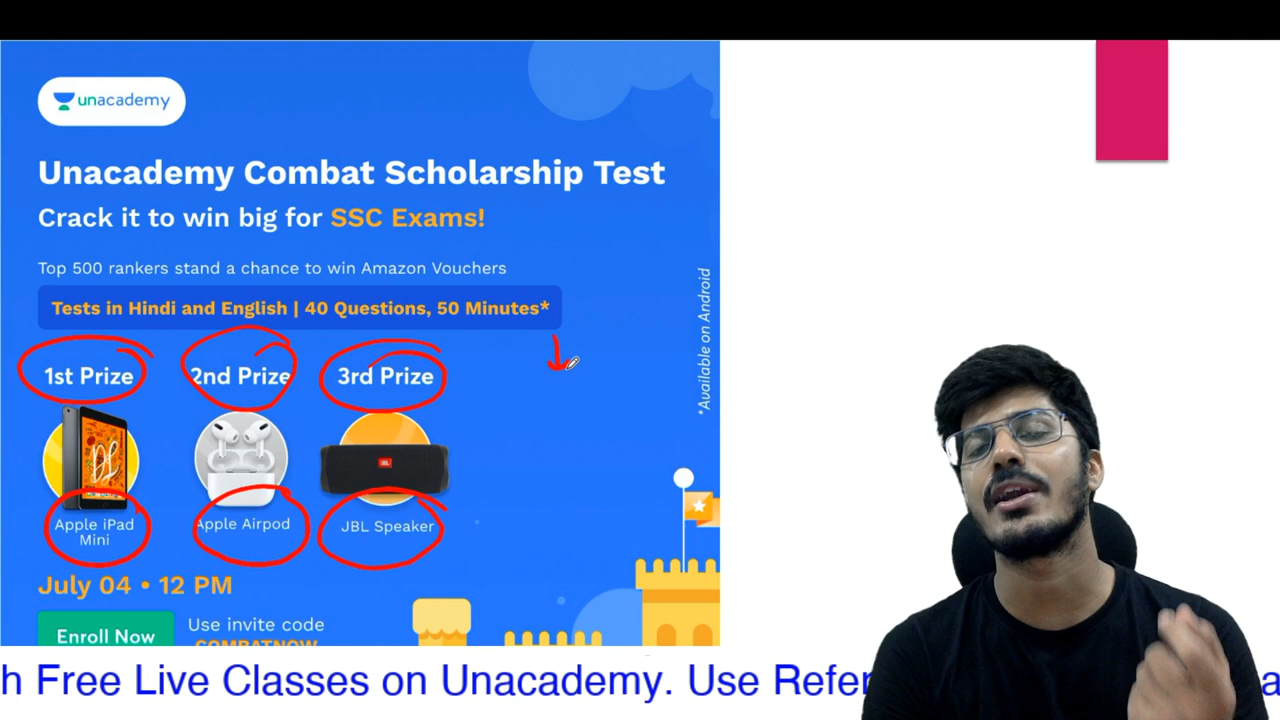 unacademy
Unacademy Combat Scholarship Test
Crack it to win big for SSC Exams!
Top 500 rankers stand a chance to win Amazon Vouchers
Tests in Hindi and English | 40 Questions, 50 Minutes*
*Available on Android
1st Prize
2nd Prize
3rd Prize
JBL
Apple iPad
Mini
Apple Airpod
JBL Speaker
July 04 • 12 PM
Enroll Now
Use invite code
COMBATNOW
h Free Live Classes on Unacademy. Use Refer